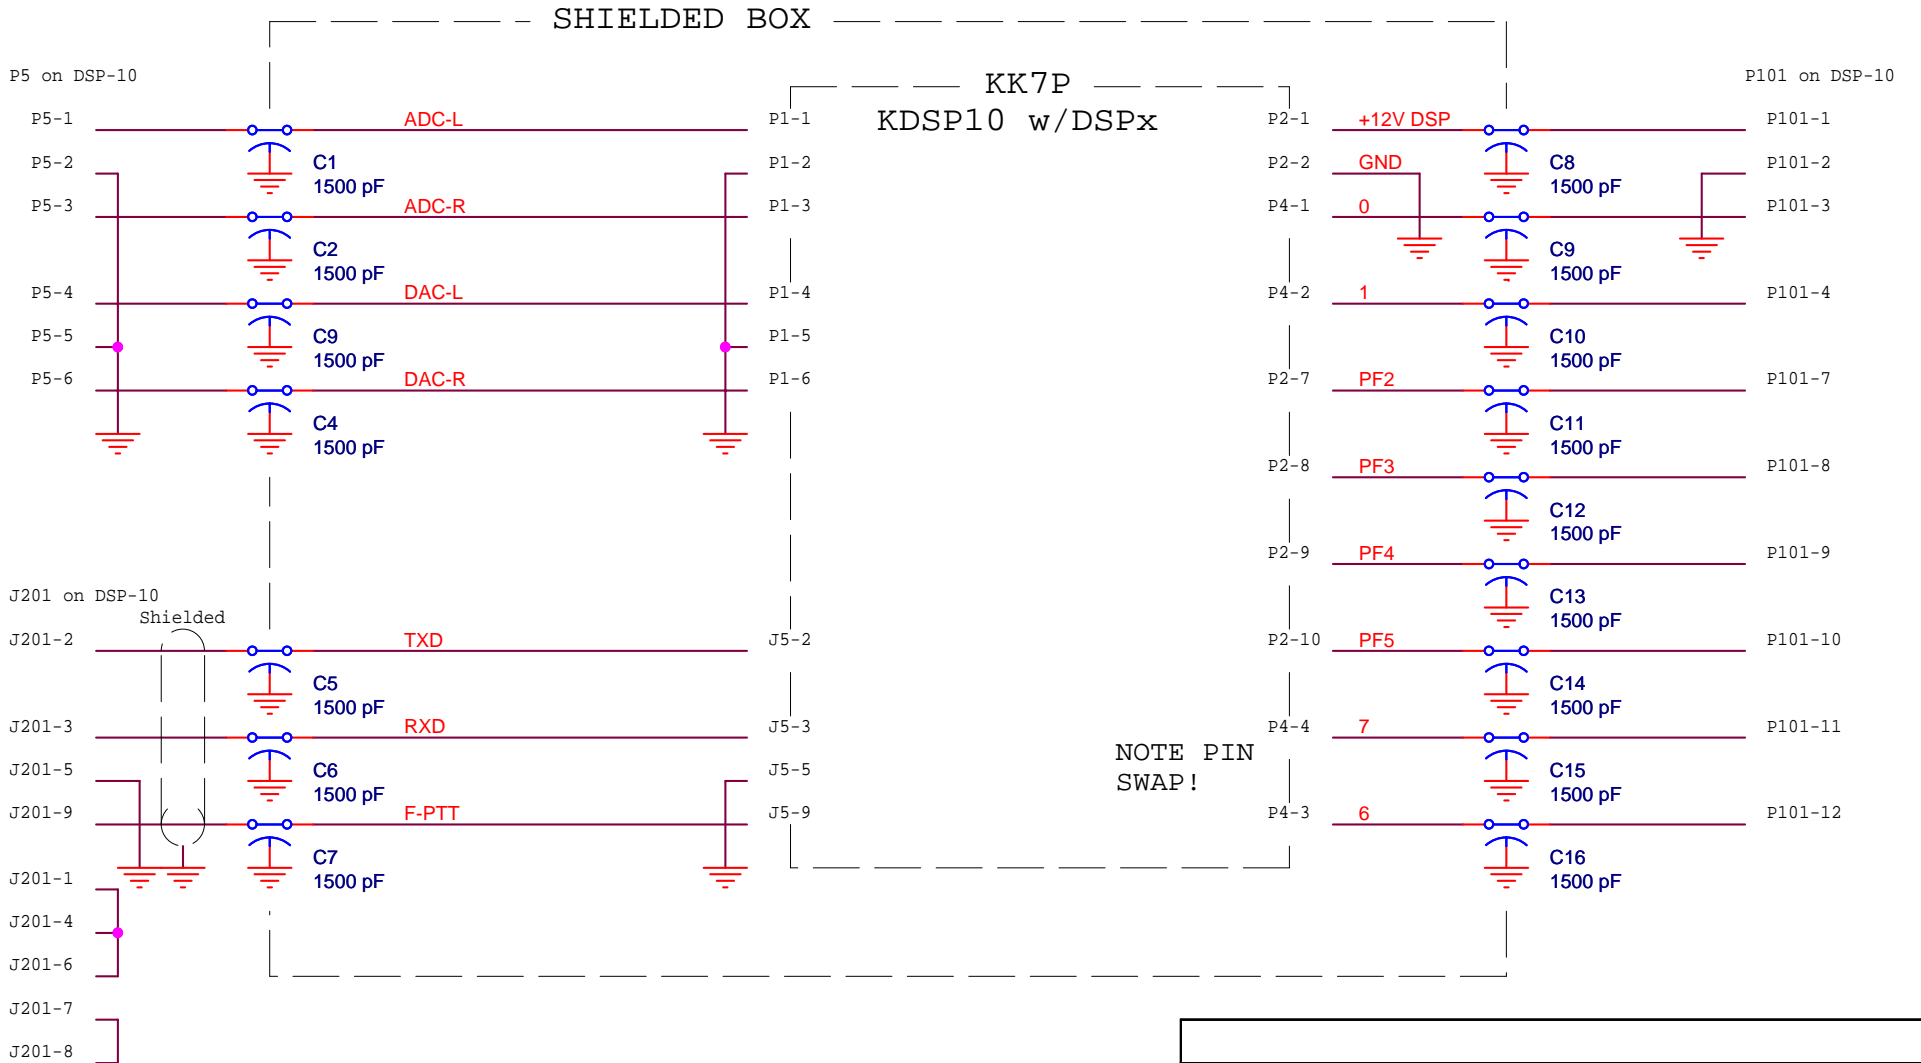 SHIELDED BOX
P5 on DSP-10
KK7P
KDSP10 w/DSPx
P101 on DSP-10
P5-1
ADC-L
P1-1
C1
1500 pF
P5-2
P1-2
P5-3
ADC-R
P1-3
C2
1500 pF
P5-4
DAC-L
P1-4
C9
1500 pF
P5-5
P1-5
P5-6
DAC-R
P1-6
C4
1500 pF
J201 on DSP-10
Shielded
J201-2
TXD
J5-2
C5
1500 pF
J201-3
RXD
J5-3
C6
1500 pF
J201-5
J5-5
J201-9
F-PTT
J5-9
C7
1500 pF
J201-1
J201-4
J201-6
J201-7
J201-8
NOTE PIN
SWAP!
P2-1
+12V DSP
P101-1
C8
1500 pF
P2-2
GND
P101-2
P4-1
0
P101-3
C9
1500 pF
P4-2
1
P101-4
C10
1500 pF
P2-7
PF2
P101-7
C11
1500 pF
P2-8
PF3
P101-8
C12
1500 pF
P2-9
PF4
P101-9
C13
1500 pF
P2-10
PF5
P101-10
C14
1500 pF
P4-4
7
P101-11
C15
1500 pF
P4-3
6
P101-12
C16
1500 pF